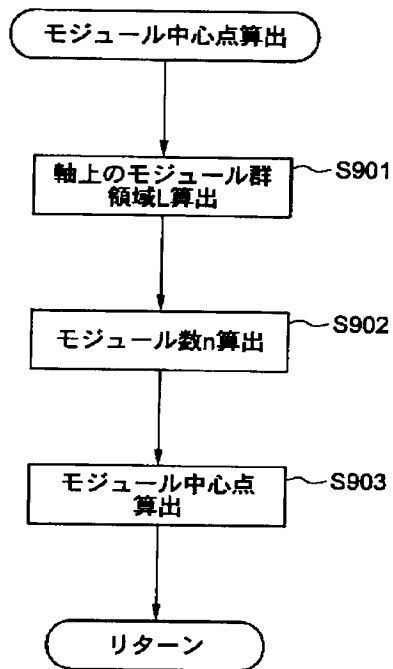 モジュール中心点算出
軸上のモジュール群
領域L算出
S901
モジュール数n算出
S902
モジュール中心点
算出
S903
リターン